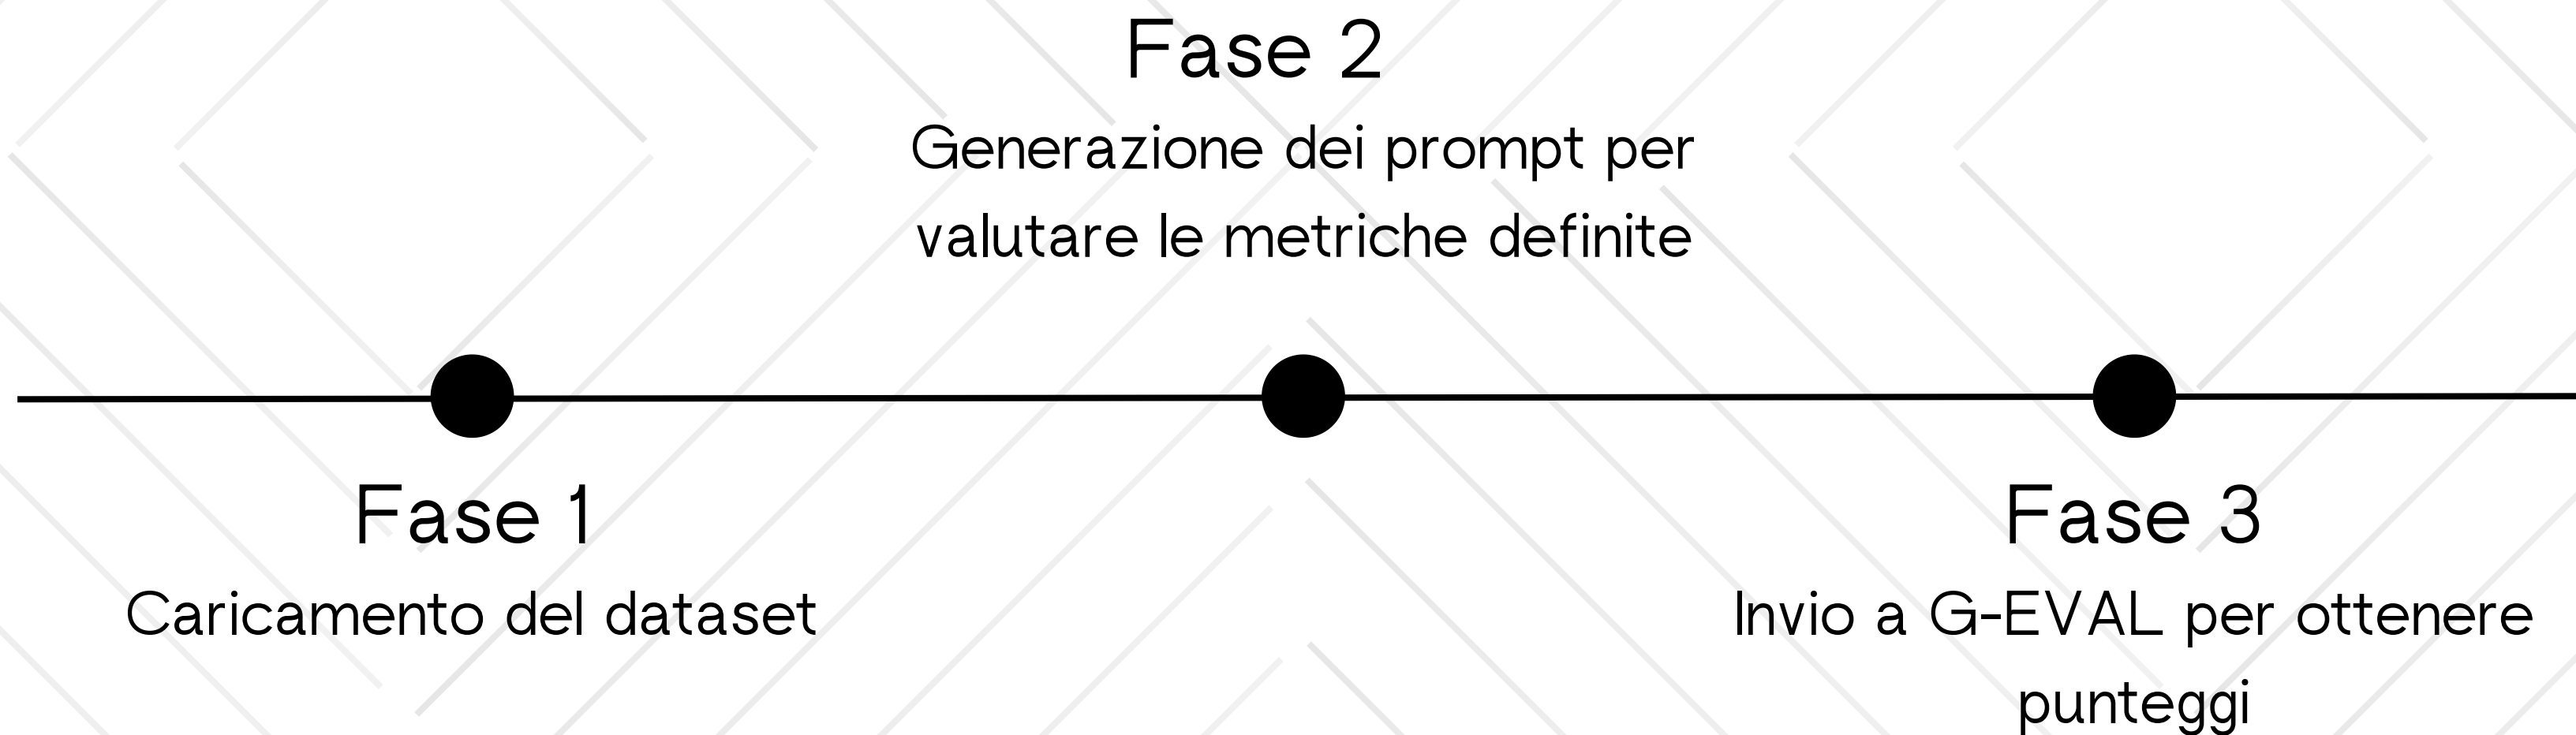 Fase 2
Generazione dei prompt per
valutare le metriche definite
Fase 1
Caricamento del dataset
Fase 3
Invio a G-EVAL per ottenere
punteggi